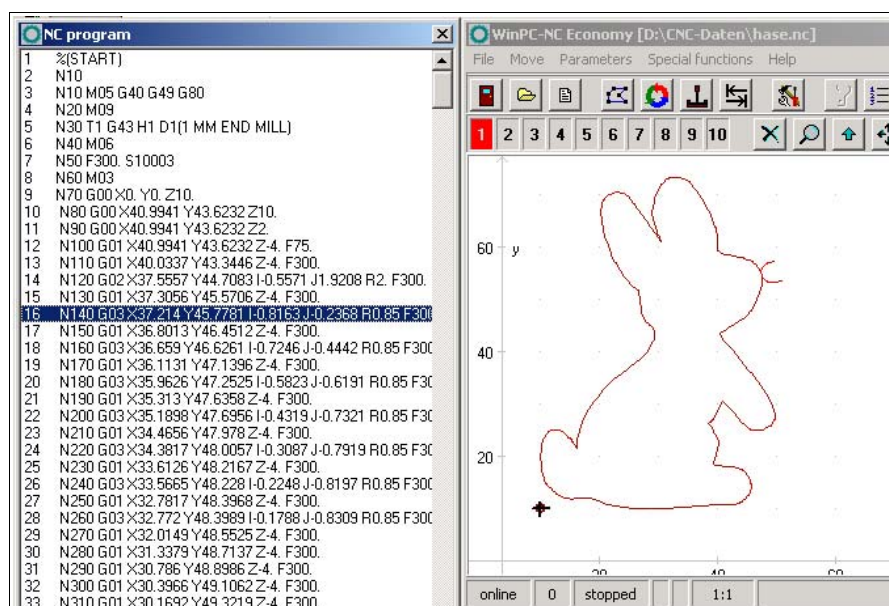 NC program
1 %(START)
2 N10
3 N10 M05 G40 G49 G80
4 N20 M09
5 N30 T1 G43 H1 D1(1 MM END MILL)
6 N40 M06
7 N50 F300. S10003
8 N60 M03
9 N70 G00 X0. Y0. Z10.
10 N80 G00 X40.9941 Y43.6232 Z10.
11 N90 G00 X40.9941 Y43.6232 Z2.
12 N100 G01 X40.9941 Y43.6232 Z-4. F75.
13 N110 G01 X40.0337 Y43.3446 Z-4. F300.
14 N120 G02 X37.5557 Y44.7083 I-0.5571 J1.9208 R2. F300.
15 N130 G01 X37.3056 Y45.5706 Z-4. F300.
16 N140 G03 X37.214 Y45.7781 I-0.8163 J-0.2368 R0.85 F300
17 N150 G01 X36.8013 Y46.4512 Z-4. F300.
18 N160 G03 X36.659 Y46.6261 I-0.7246 J-0.4442 R0.85 F300
19 N170 G01 X36.1131 Y47.1396 Z-4. F300.
20 N180 G03 X35.9626 Y47.2525 I-0.5823 J-0.6191 R0.85 F30
21 N190 G01 X35.313 Y47.6358 Z-4. F300.
22 N200 G03 X35.1898 Y47.6956 I-0.4319 J-0.7321 R0.85 F30
23 N210 G01 X34.4656 Y47.978 Z-4. F300.
24 N220 G03 X34.3817 Y48.0057 I-0.3087 J-0.7919 R0.85 F30
25 N230 G01 X33.6126 Y48.2167 Z-4. F300.
26 N240 G03 X33.5665 Y48.228 I-0.2248 J-0.8197 R0.85 F300
27 N250 G01 X32.7817 Y48.3968 Z-4. F300.
28 N260 G03 X32.772 Y48.3989 I-0.1788 J-0.8309 R0.85 F300
29 N270 G01 X32.0149 Y48.5525 Z-4. F300.
30 N280 G01 X31.3379 Y48.7137 Z-4. F300.
31 N290 G01 X30.786 Y48.8986 Z-4. F300.
32 N300 G01 X30.3966 Y49.1062 Z-4. F300.
33 N310 G01 X30.1692 Y49.3219 Z-4. F300.
WinPC-NC Economy [D:\CNC-Daten\hase.nc]
File Move Parameters Special functions Help
1 2 3 4 5 6 7 8 9 10
60 y
40
20
20 40 60
online 0 stopped 1:1